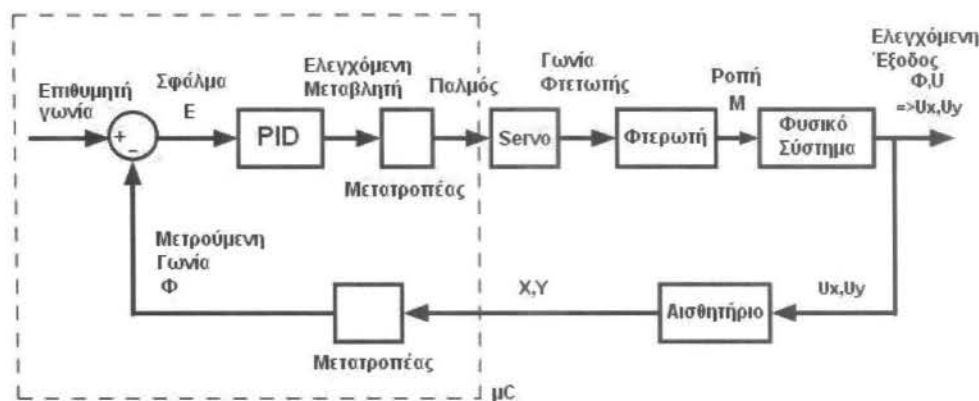 Επιθυμητή
γωνία
+
−
Σφάλμα
Ε
PID
Ελεγχόμενη
Μεταβλητή
Μετατροπέας
Παλμός
Servo
Γωνία
Φτετωτής
Φτερωτή
Ροπή
Μ
Φυσικό
Σύστημα
Ελεγχόμενη
Έξοδος
Φ,U
=>Ux,Uy
Ux,Uy
Αισθητήριο
Χ,Υ
Μετατροπέας
Μετρούμενη
Γωνία
Φ
μC